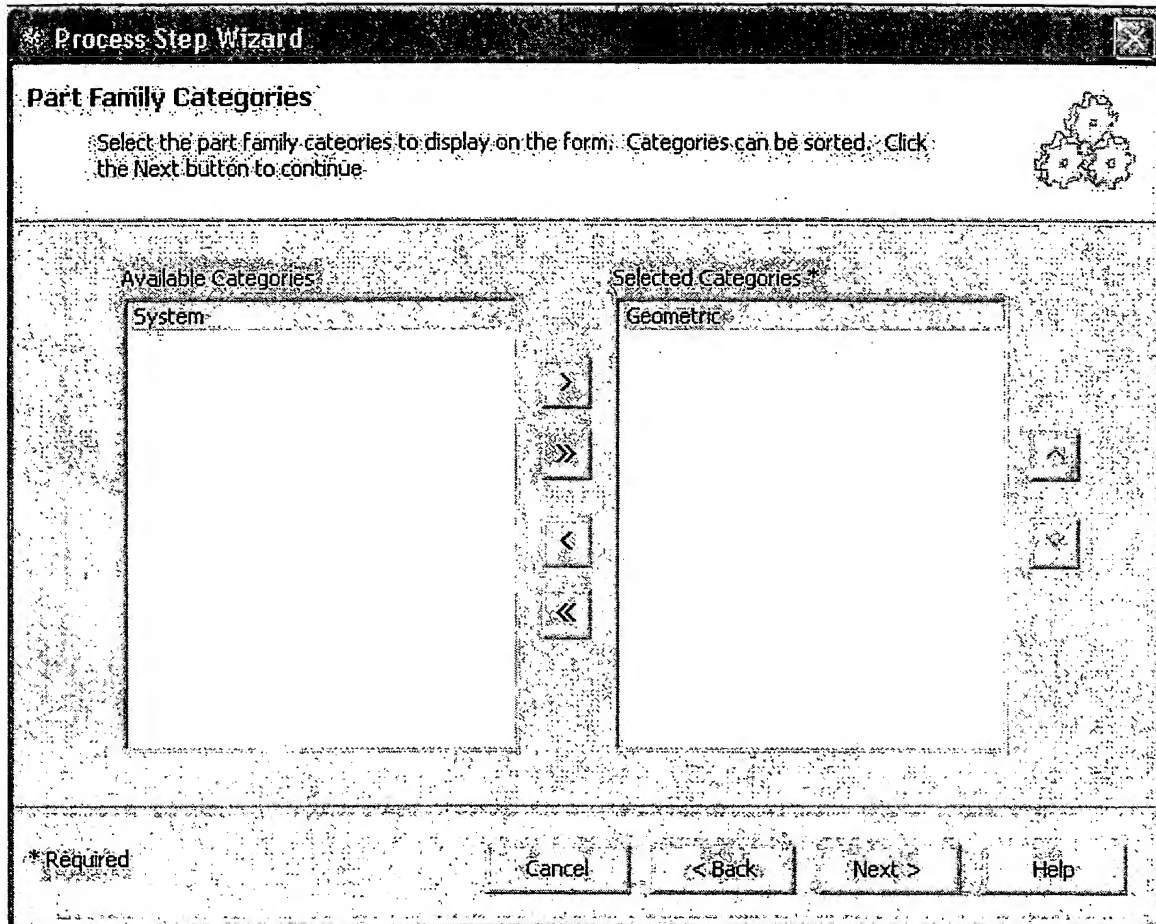 Process Step Wizard
Part Family Categories
Select the part family cateories to display on the form. Categories can be sorted. Click
the Next button to continue
Available Categories
Selected Categories *
System
Geometric
>
>>
<
<<
* Required
Cancel
< Back
Next >
Help